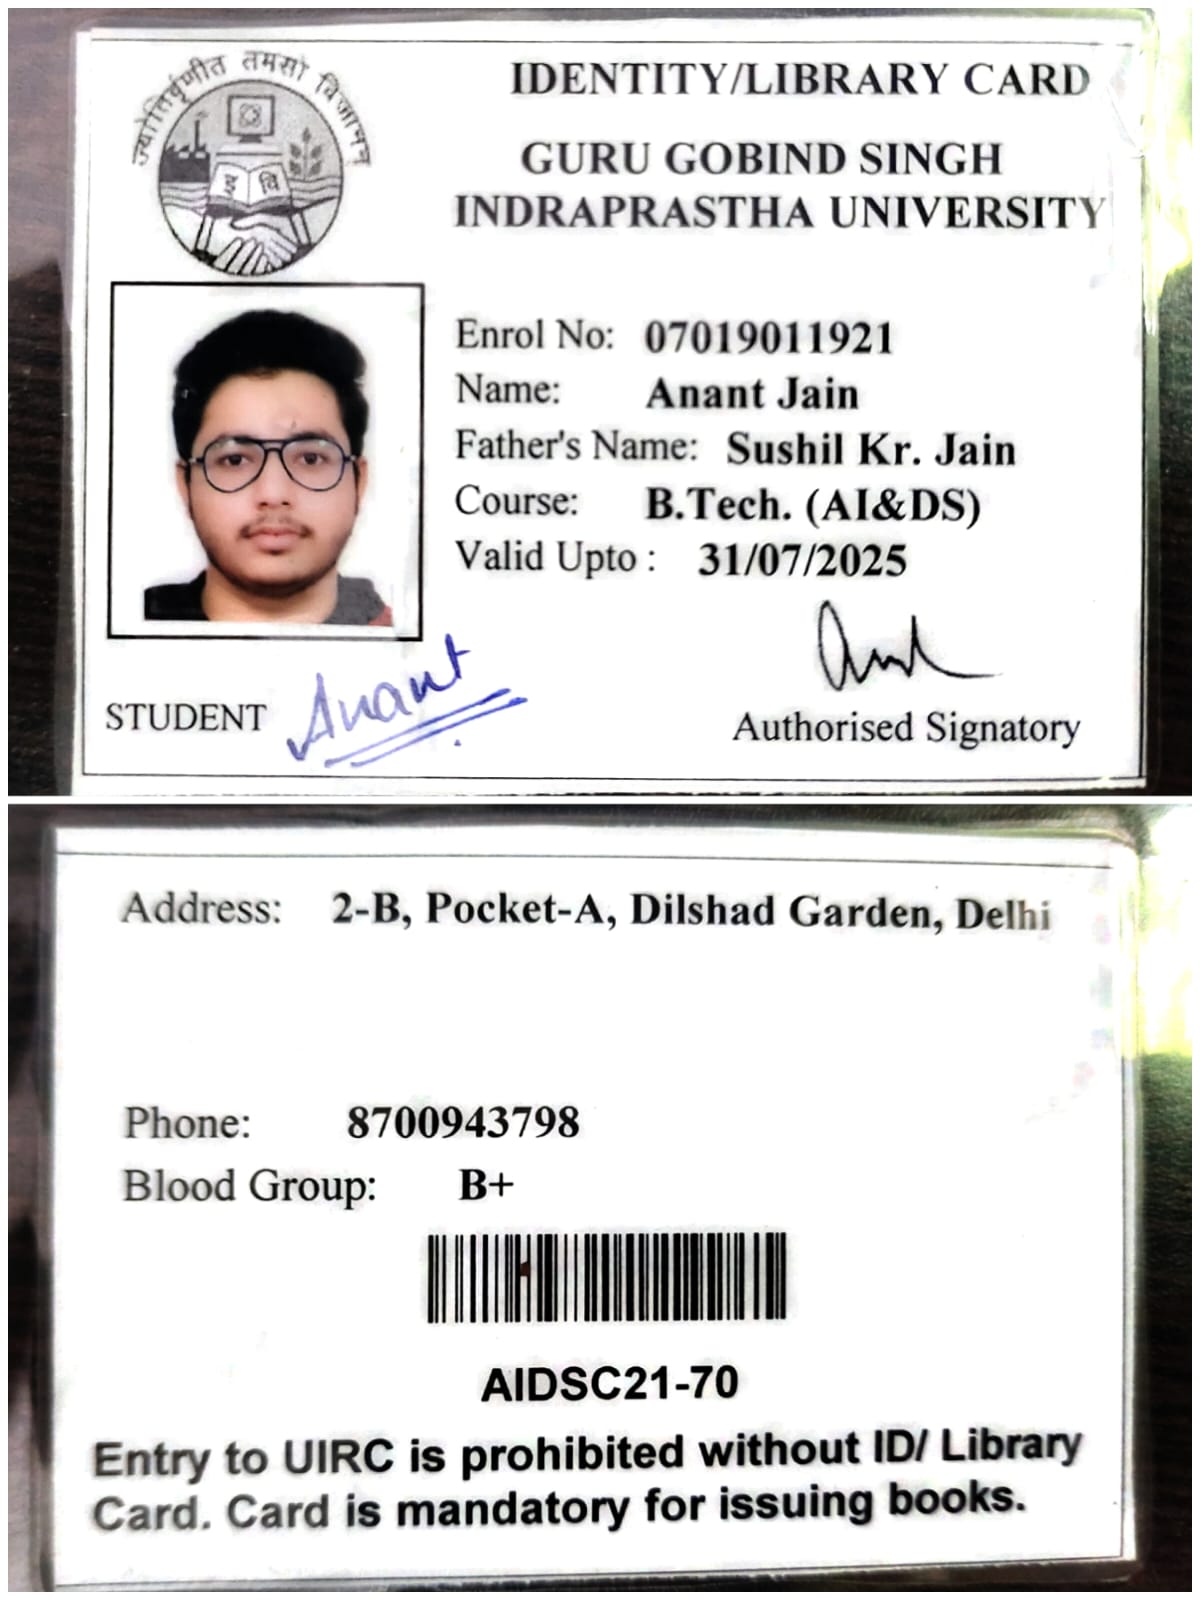 ज्योतिर्वृणीत तमसो विजानन
इ वि
IDENTITY/LIBRARY CARD
GURU GOBIND SINGH
INDRAPRASTHA UNIVERSITY
Enrol No: 07019011921
Name: Anant Jain
Father's Name: Sushil Kr. Jain
Course: B.Tech. (AI&DS)
Valid Upto : 31/07/2025
STUDENT Anant
Authorised Signatory
Address: 2-B, Pocket-A, Dilshad Garden, Delhi
Phone: 8700943798
Blood Group: B+
AIDSC21-70
Entry to UIRC is prohibited without ID/ Library
Card. Card is mandatory for issuing books.